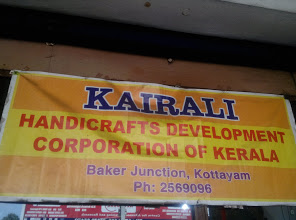 KAIRALI
HANDICRAFTS DEVELOPMENT
CORPORATION OF KERALA
Baker Junction, Kottayam
Ph: 2569096